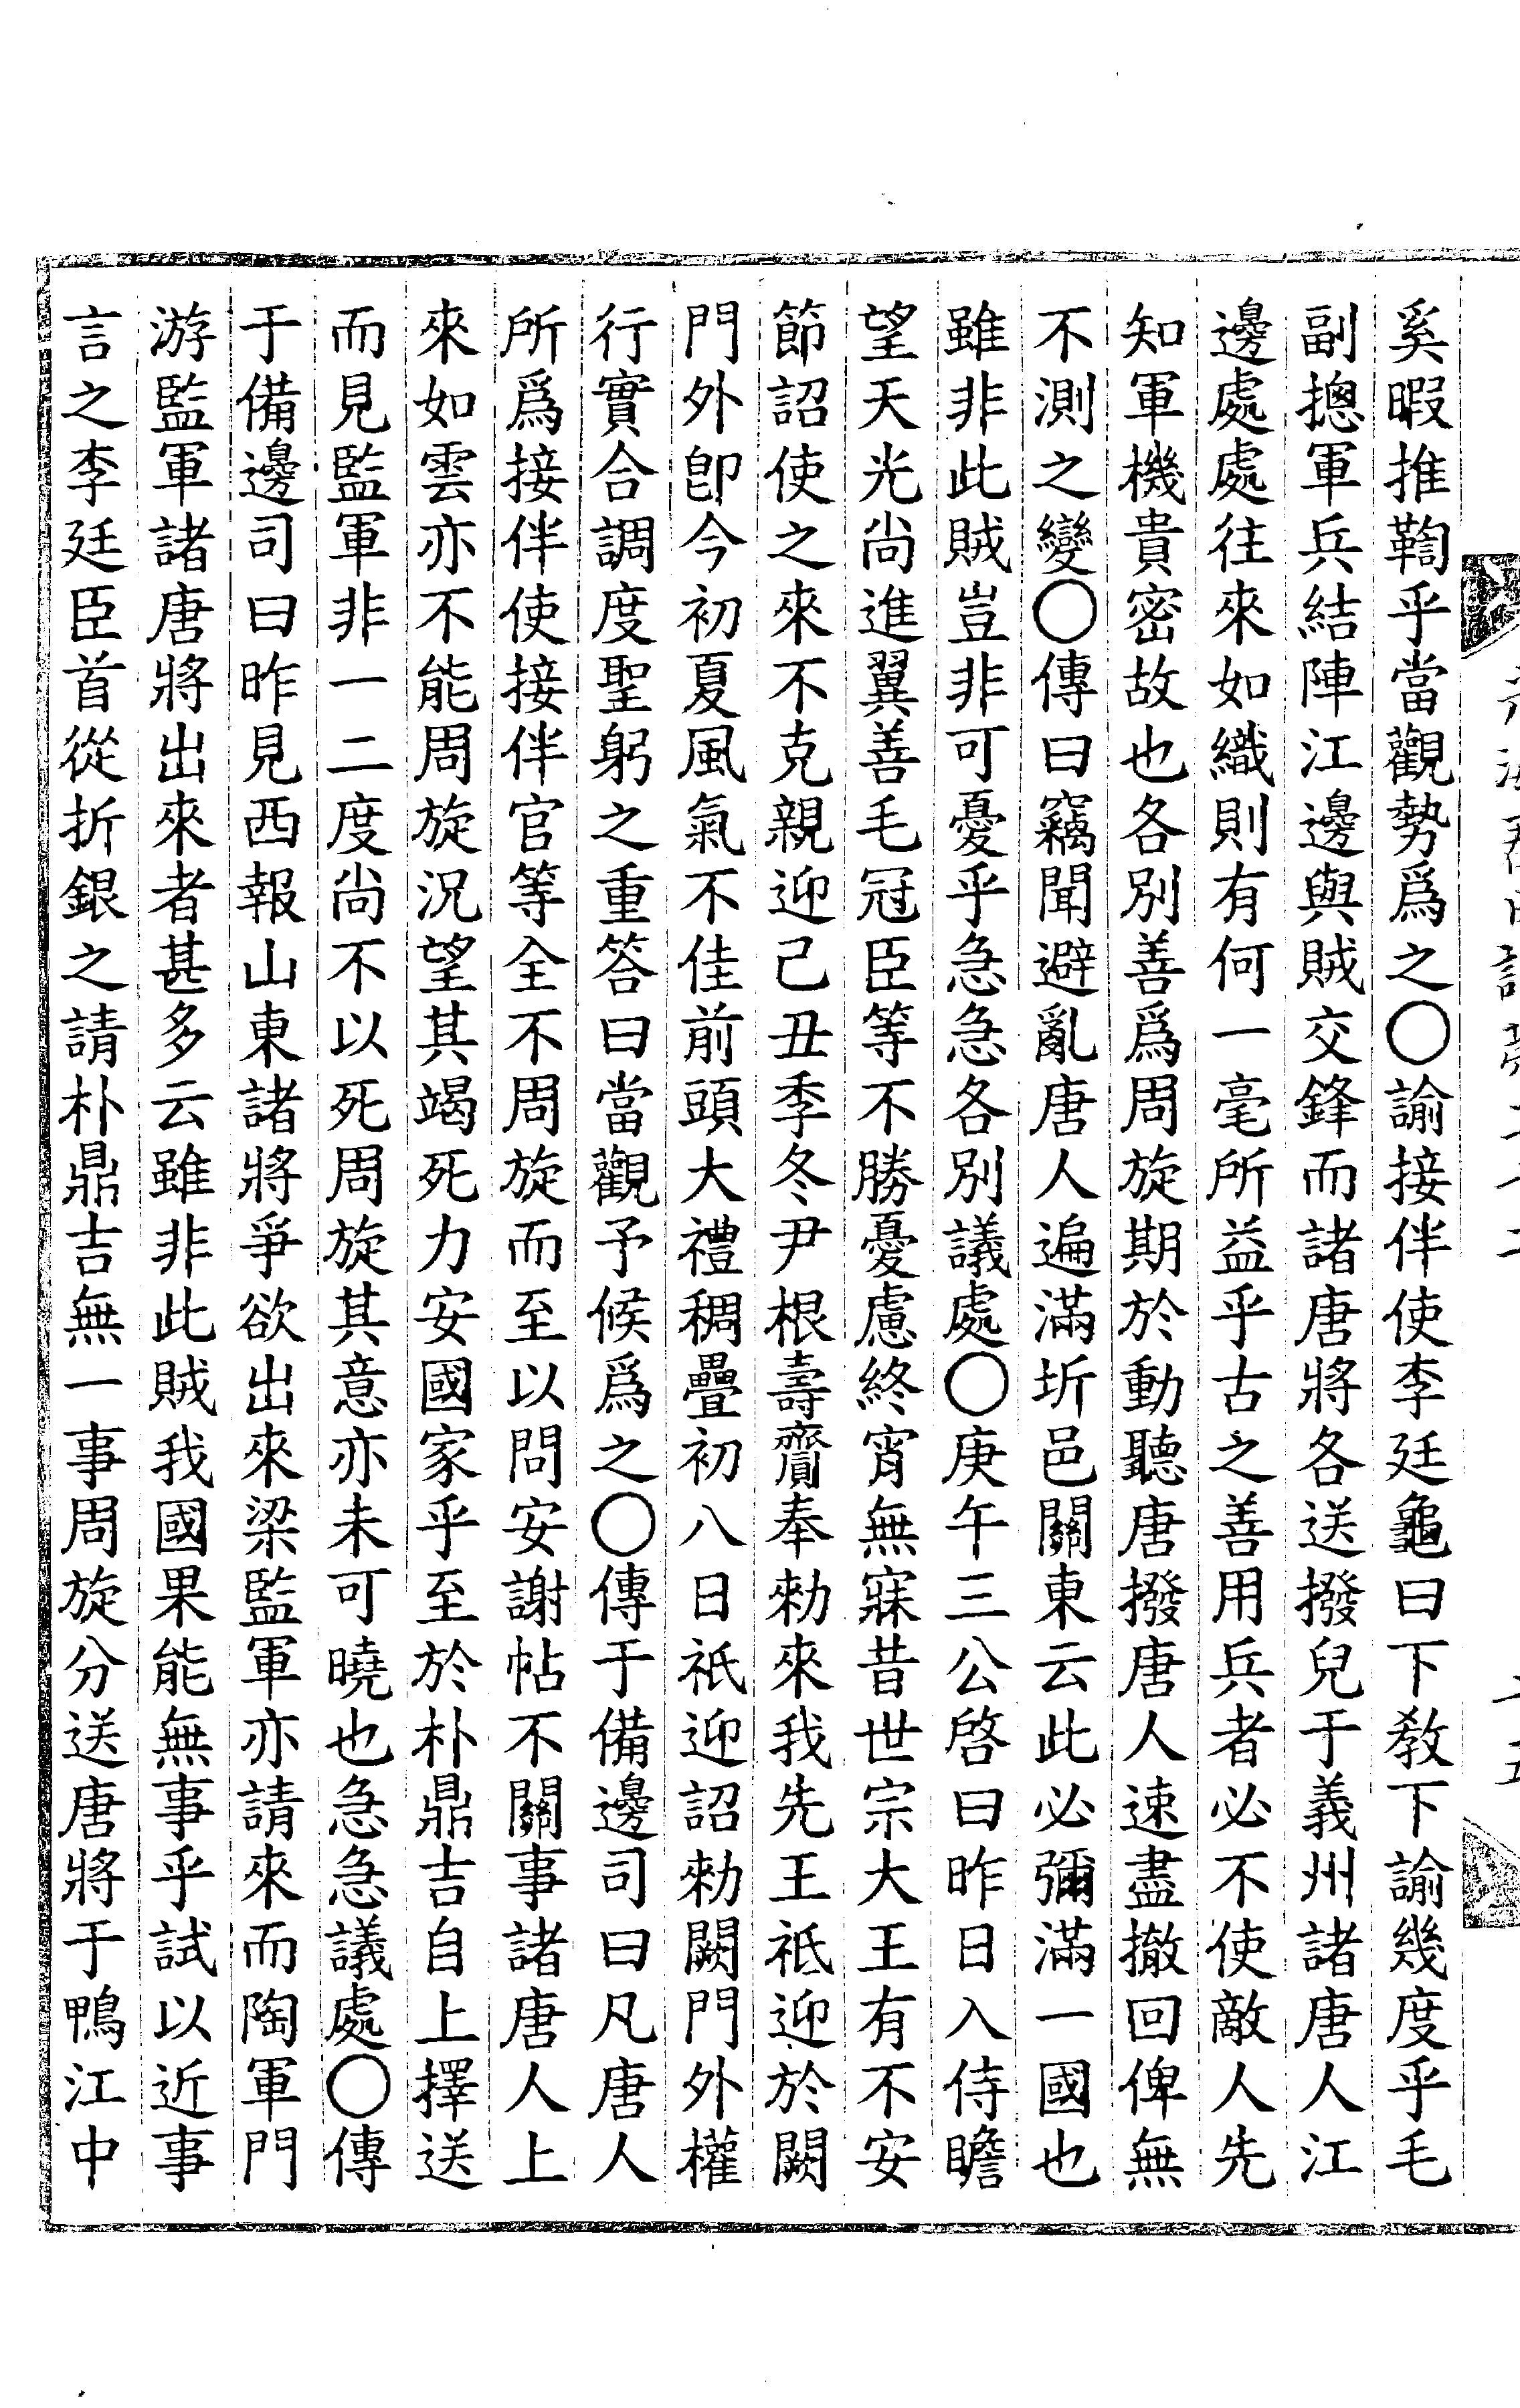 奚暇推鞫乎當觀勢爲之○諭接伴使李廷龜曰下敎下諭幾度乎毛
副摠軍兵結陣江邊與賊交鋒而諸唐將各送撥兒于義州諸唐人江
邊處處往來如織則有何一毫所益乎古之善用兵者必不使敵人先
知軍機貴密故也各別善爲周旋期於動聽唐撥唐人速盡撤回俾無
不測之變○傳曰竊聞避亂唐人遍滿圻邑關東云此必彌滿一國也
雖非此賊豈非可憂乎急急各別議處○庚午三公啓曰昨日入侍瞻
望天光尙進翼善毛冠臣等不勝憂慮終宵無寐昔世宗大王有不安
節詔使之來不克親迎己丑季冬尹根壽齎奉勑來我先王祗迎於闕
門外卽今初夏風氣不佳前頭大禮稠疊初八日祇迎詔勑闕門外權
行實合調度聖躬之重答曰當觀予候爲之○傳于備邊司曰凡唐人
所爲接伴使接伴官等全不周旋而至以問安謝帖不關事諸唐人上
來如雲亦不能周旋況望其竭死力安國家乎至於朴鼎吉自上擇送
而見監軍非一二度尙不以死周旋其意亦未可曉也急急議處○傳
于備邊司曰昨見西報山東諸將爭欲出來梁監軍亦請來而陶軍門
游監軍諸唐將出來者甚多云雖非此賊我國果能無事乎試以近事
言之李廷臣首從折銀之請朴鼎吉無一事周旋分送唐將于鴨江中